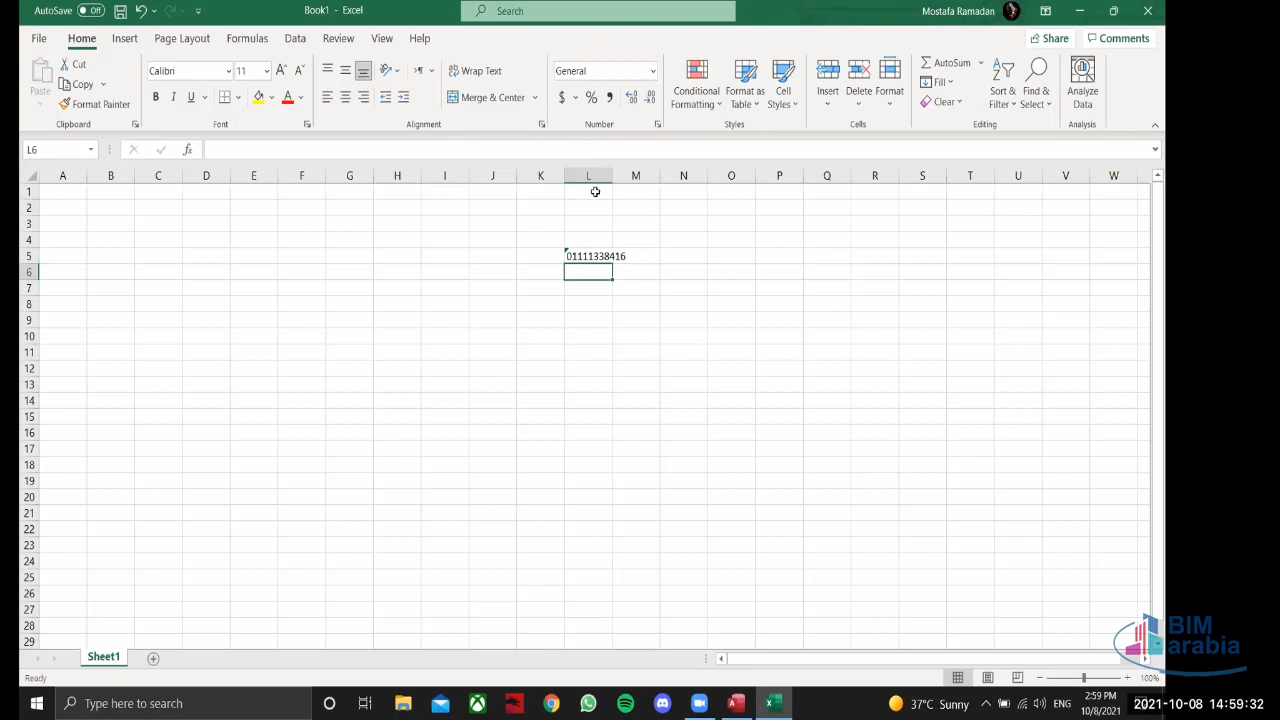 AutoSave Off Book1 - Excel Search Mostafa Ramadan
File Home Insert Page Layout Formulas Data Review View Help Share Comments
Paste Cut Copy Format Painter
Calibri 11
B I U A
Wrap Text
Merge & Center
General
$ % 9
Conditional Formatting
Format as Table
Cell Styles
Insert Delete Format
AutoSum
Fill
Clear
Sort & Filter
Find & Select
Analyze Data
Clipboard Font Alignment Number Styles Cells Editing Analysis
L6 fx
A B C D E F G H I J K L M N O P Q R S T U V W
1
2
3
4
5 01111338416
6
7
8
9
10
11
12
13
14
15
16
17
18
19
20
21
22
23
24
25
26
27
28
29
BIM
arabia
Sheet1
Ready 100%
Type here to search 37°C Sunny ENG 2:59 PM
10/8/2021
2021-10-08 14:59:32